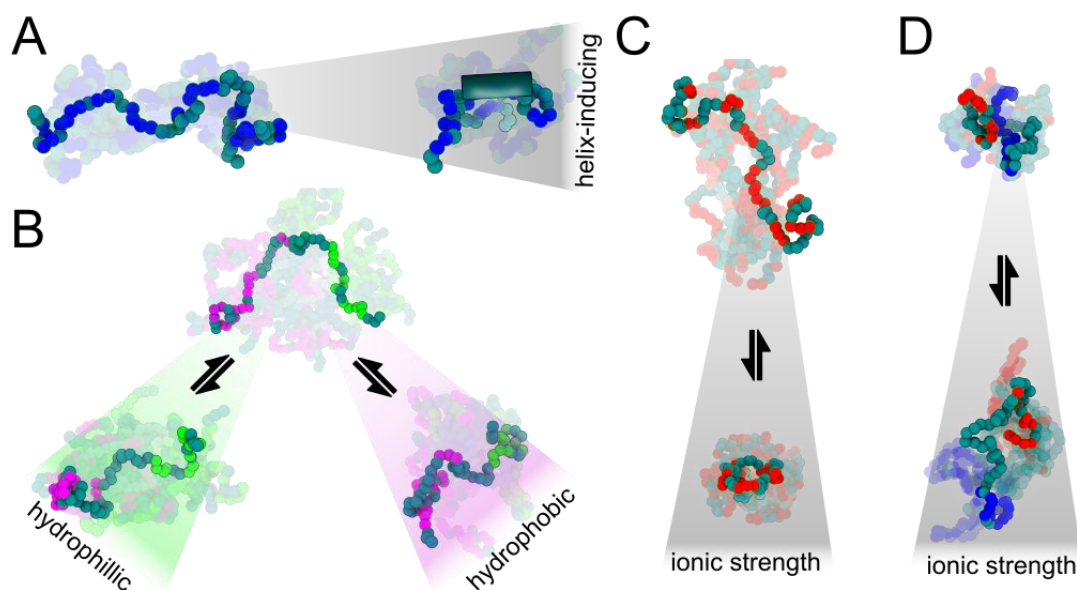 A
helix-inducing
B
hydrophillic
hydrophobic
C
ionic strength
D
ionic strength